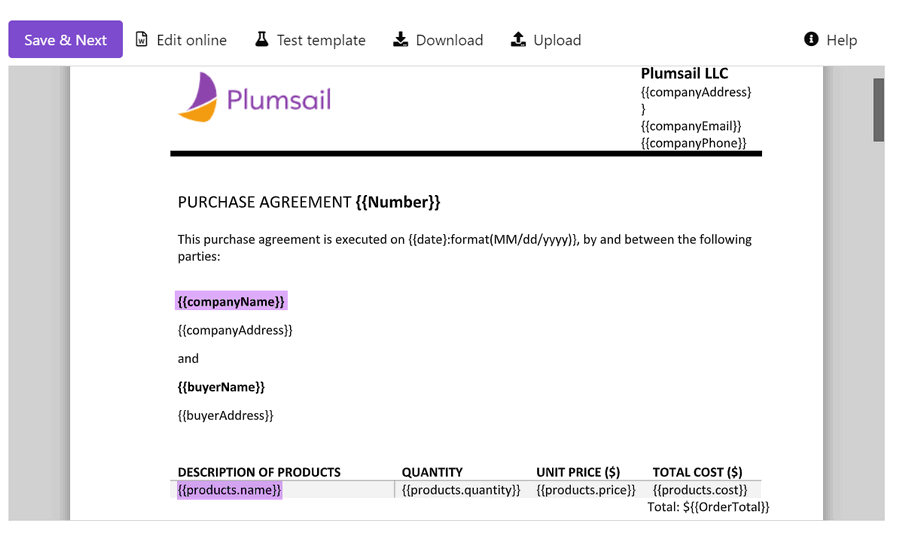 Save & Next Edit online Test template Download Upload Help
Plumsail
Plumsail LLC
{{companyAddress}
}
{{companyEmail}}
{{companyPhone}}
PURCHASE AGREEMENT {{Number}}
This purchase agreement is executed on {{date}:format(MM/dd/yyyy)}, by and between the following
parties:
{{companyName}}
{{companyAddress}}
and
{{buyerName}}
{{buyerAddress}}
DESCRIPTION OF PRODUCTS QUANTITY UNIT PRICE ($) TOTAL COST ($)
{{products.name}} {{products.quantity}} {{products.price}} {{products.cost}}
Total: ${{OrderTotal}}